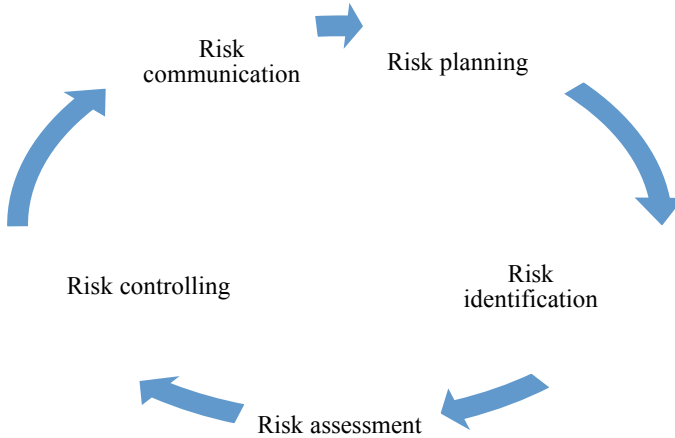 Risk
communication
Risk planning
Risk
identification
Risk assessment
Risk controlling